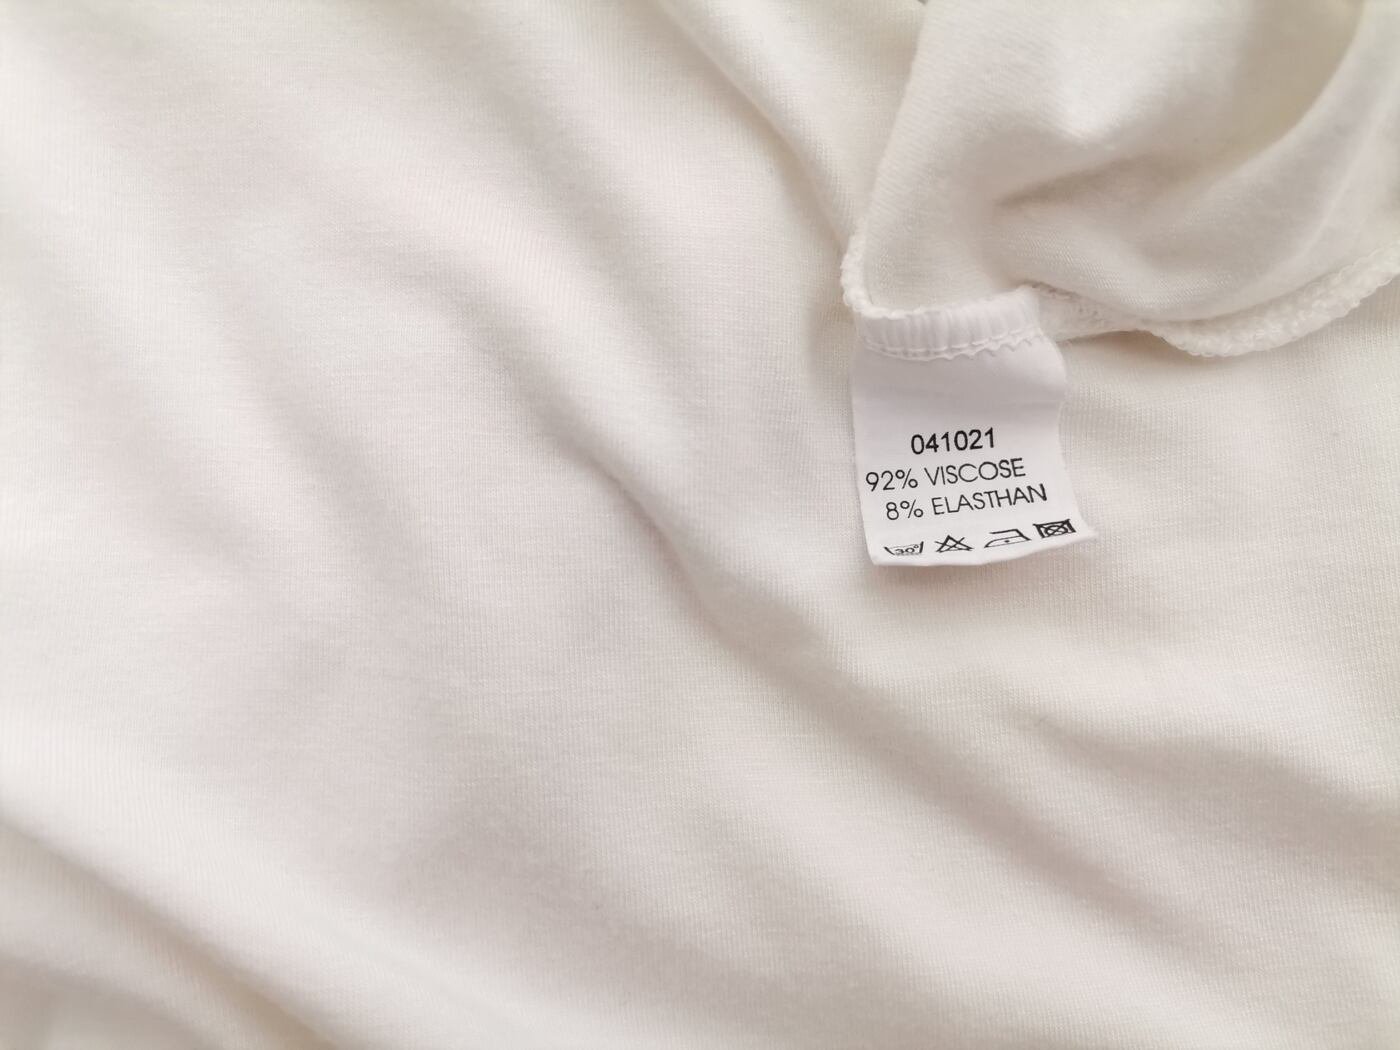 041021
92% VISCOSE
8% ELASTHAN
30°